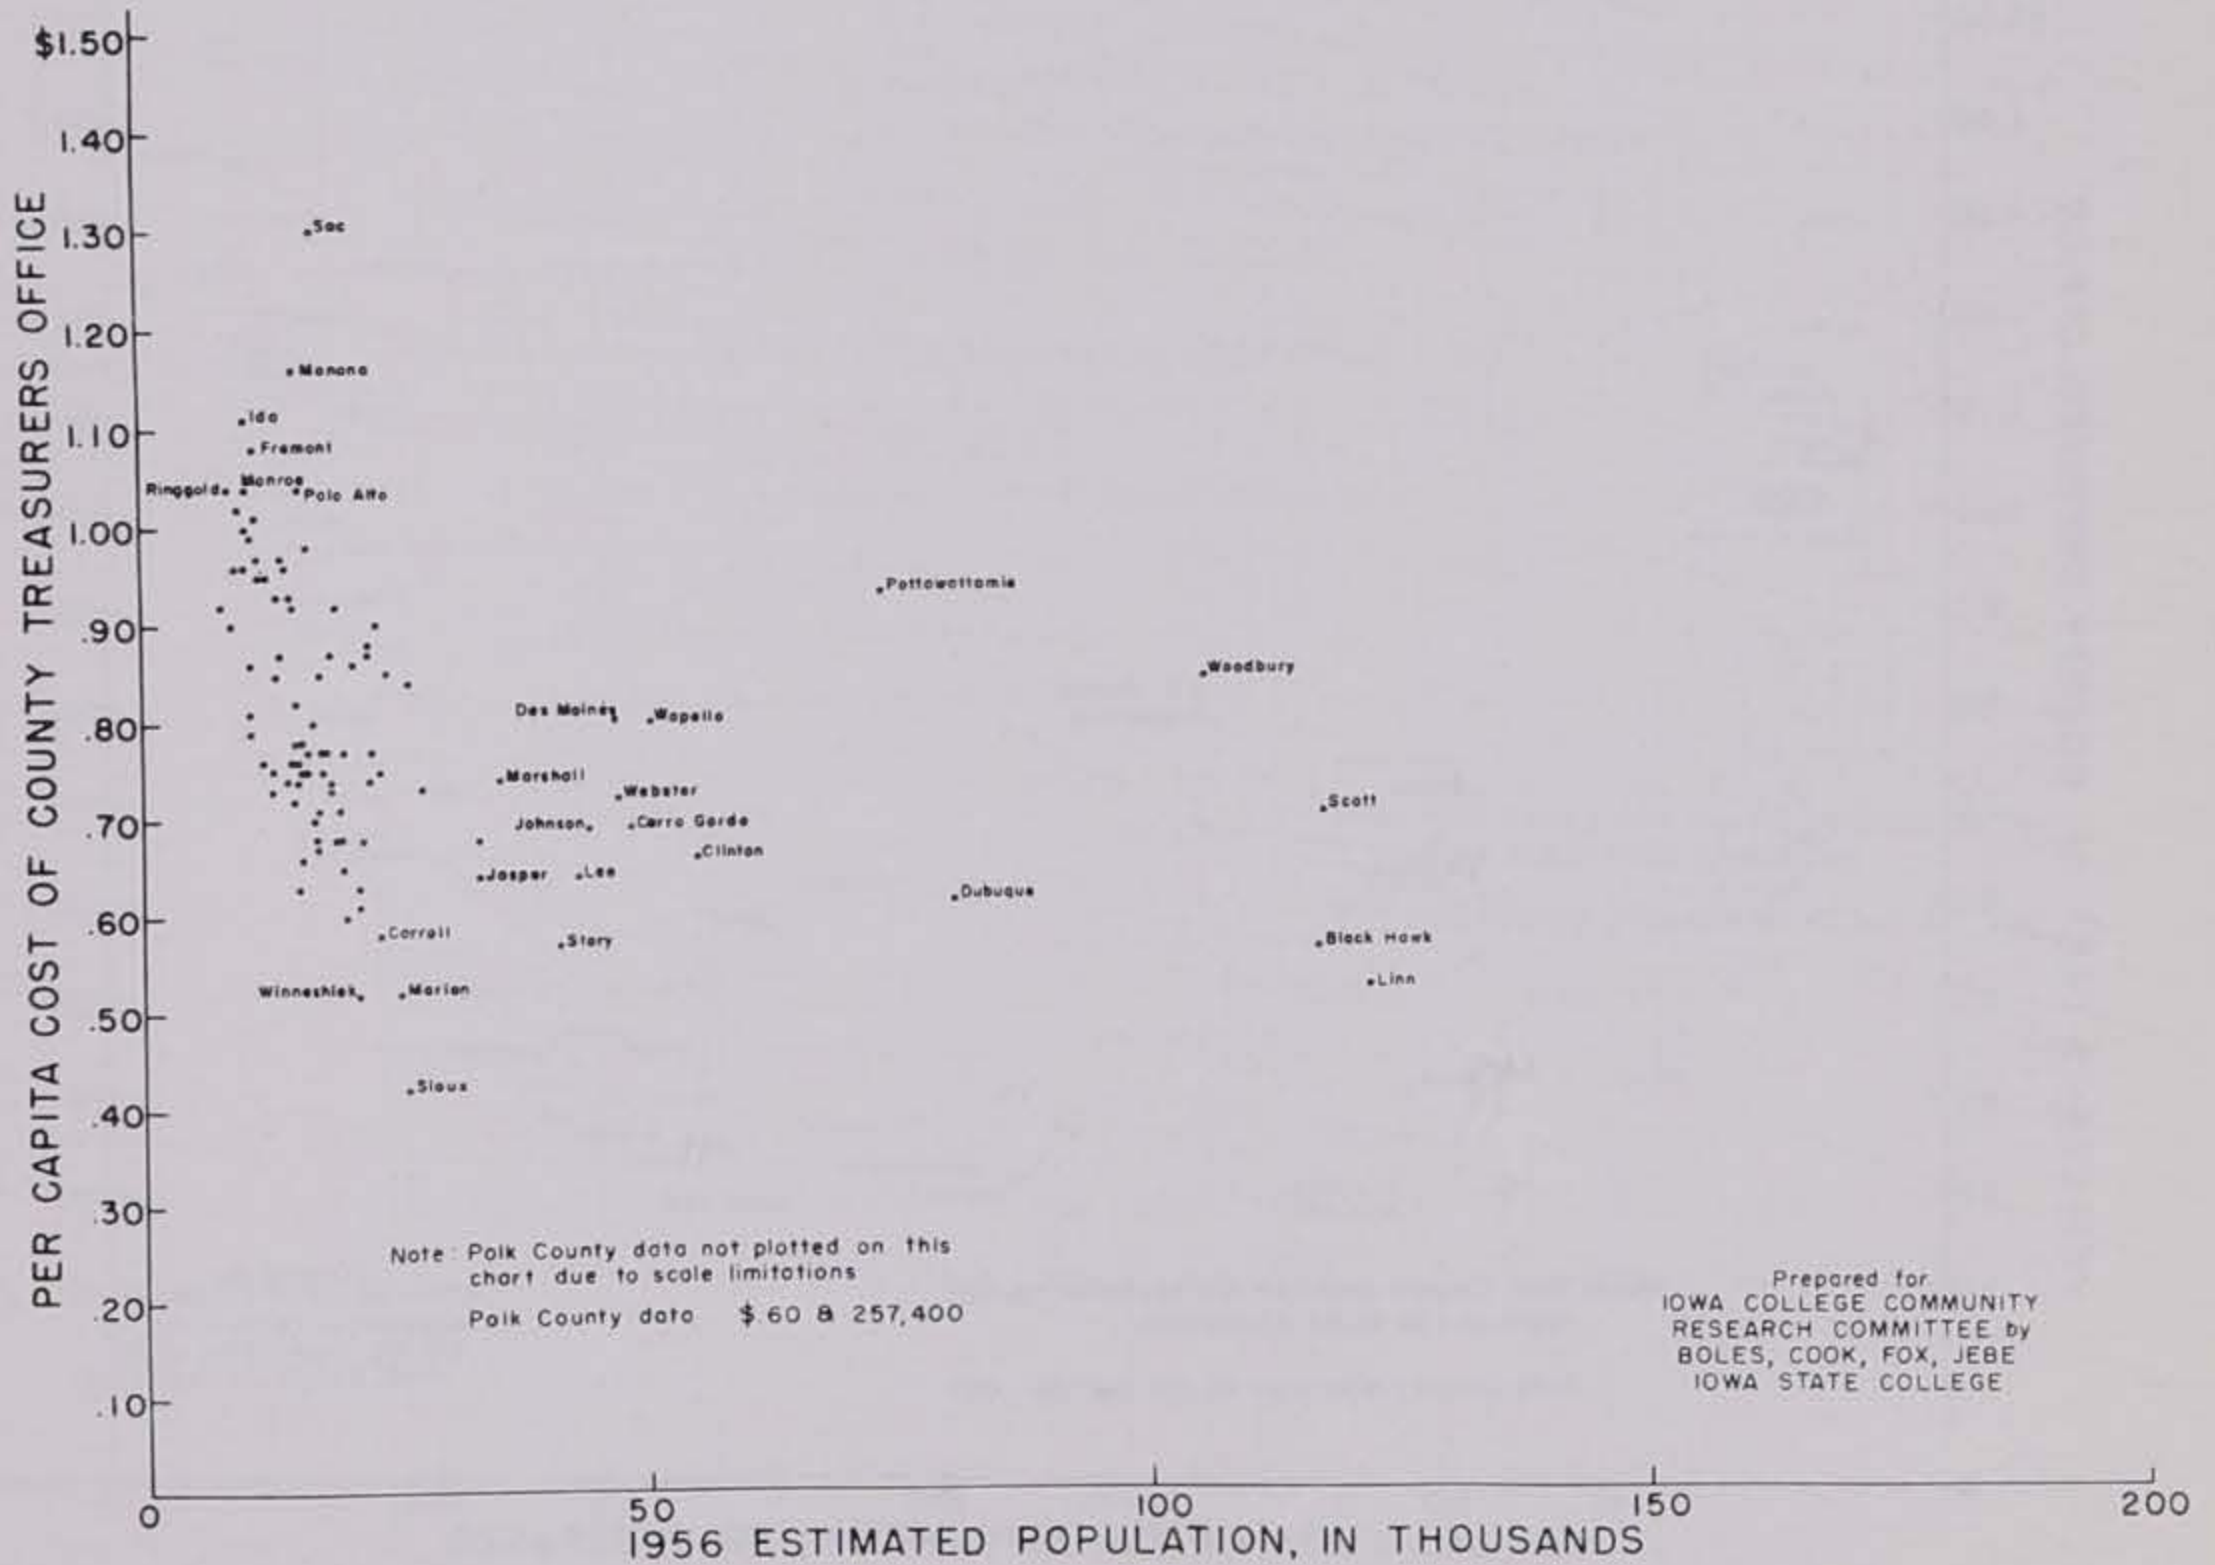 PER CAPITA COST OF COUNTY TREASURERS OFFICE
$1.50
1.40
1.30
1.20
1.10
1.00
.90
.80
.70
.60
.50
.40
.30
.20
.10
Sac
Monona
Ida
Fremont
Monroe
Ringgold
Palo Alto
Pottawattamie
Woodbury
Des Moines
Wapello
Marshall
Webster
Scott
Johnson
Cerro Gordo
Clinton
Jasper
Lee
Dubuque
Carroll
Story
Black Hawk
Linn
Winneshiek
Marion
Sioux
Note: Polk County data not plotted on this
chart due to scale limitations
Polk County data $.60 & 257,400
Prepared for
IOWA COLLEGE COMMUNITY
RESEARCH COMMITTEE by
BOLES, COOK, FOX, JEBE
IOWA STATE COLLEGE
0
50
100
150
200
1956 ESTIMATED POPULATION, IN THOUSANDS